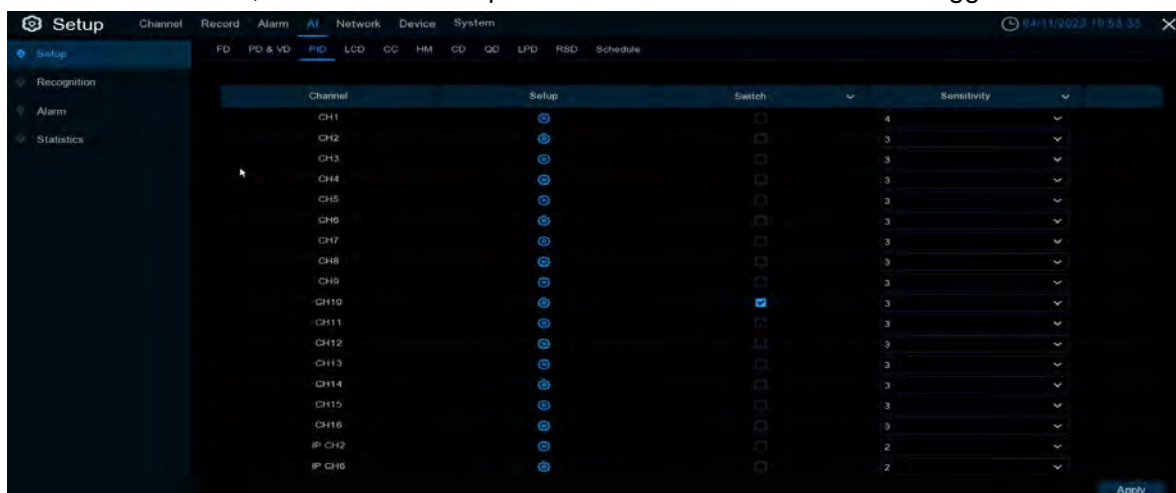 Setup Channel Record Alarm AI Network Device System 04/11/2022
Setup FD PD & VD PID LCD CC HM CD QD LPD RSD Schedule
Recognition
Alarm
Statistics
Channel Setup Switch Sensitivity
CH1 4
CH2 3
CH3 3
CH4 3
CH5 3
CH6 3
CH7 3
CH8 3
CH9 3
CH10 3
CH11 3
CH12 3
CH13 3
CH14 3
CH15 3
CH16 3
IP CH2 2
IP CH6 2
Apply